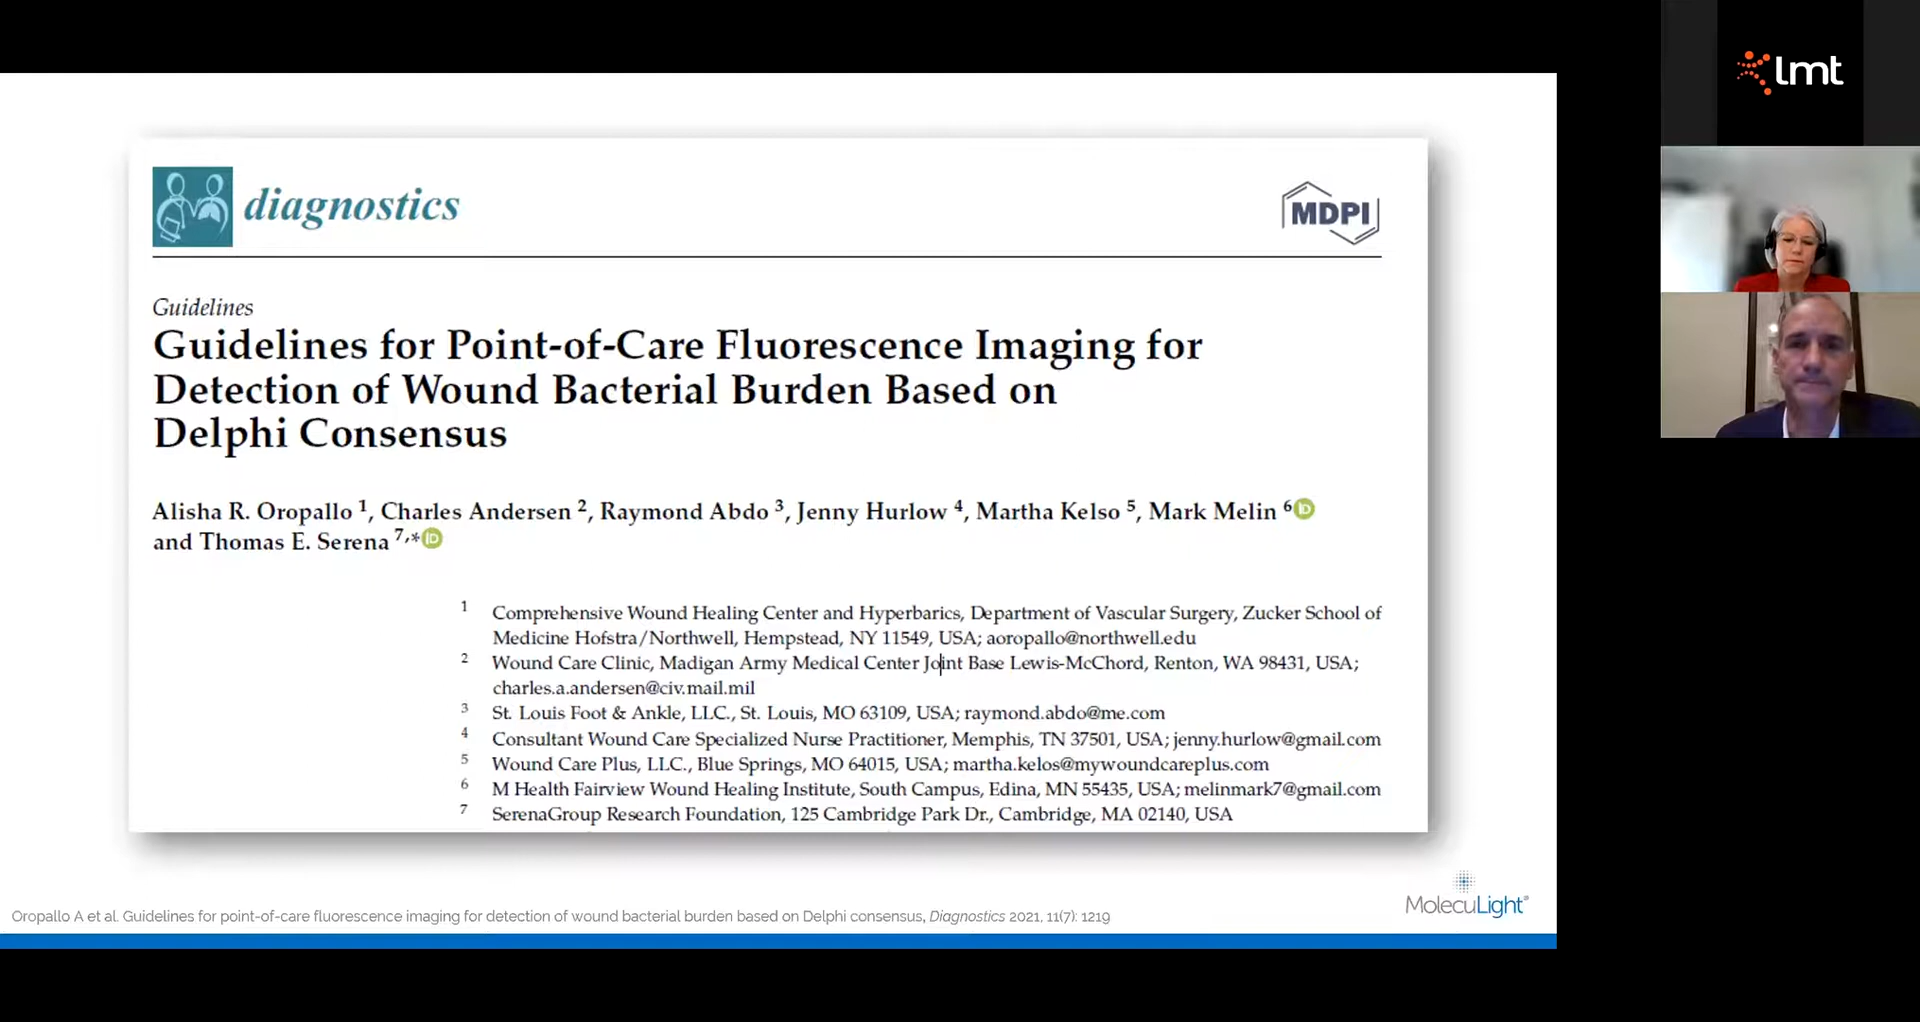 diagnostics
MDPI
Guidelines
Guidelines for Point-of-Care Fluorescence Imaging for
Detection of Wound Bacterial Burden Based on
Delphi Consensus
Alisha R. Oropallo 1, Charles Andersen 2, Raymond Abdo 3, Jenny Hurlow 4, Martha Kelso 5, Mark Melin 6 iD
and Thomas E. Serena 7,* iD
1 Comprehensive Wound Healing Center and Hyperbarics, Department of Vascular Surgery, Zucker School of
Medicine Hofstra/Northwell, Hempstead, NY 11549, USA; aoropallo@northwell.edu
2 Wound Care Clinic, Madigan Army Medical Center Joint Base Lewis-McChord, Renton, WA 98431, USA;
charles.a.andersen@civ.mail.mil
3 St. Louis Foot & Ankle, LLC., St. Louis, MO 63109, USA; raymond.abdo@me.com
4 Consultant Wound Care Specialized Nurse Practitioner, Memphis, TN 37501, USA; jenny.hurlow@gmail.com
5 Wound Care Plus, LLC., Blue Springs, MO 64015, USA; martha.kelos@mywoundcareplus.com
6 M Health Fairview Wound Healing Institute, South Campus, Edina, MN 55435, USA; melinmark7@gmail.com
7 SerenaGroup Research Foundation, 125 Cambridge Park Dr., Cambridge, MA 02140, USA
MolecuLight®
Oropallo A et al. Guidelines for point-of-care fluorescence imaging for detection of wound bacterial burden based on Delphi consensus, Diagnostics 2021, 11(7): 1219
lmt